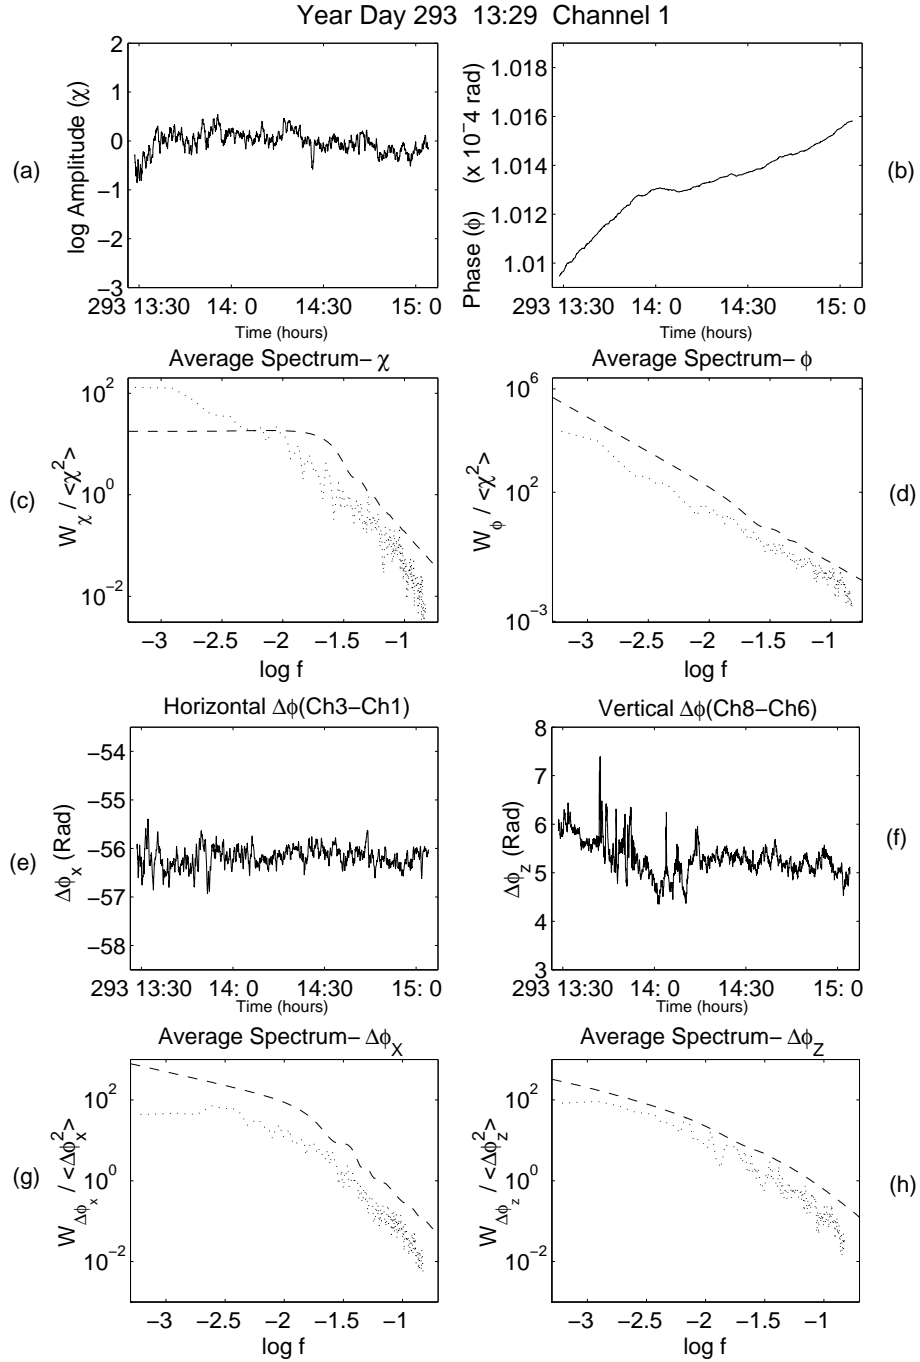 Year Day 293 13:29 Channel 1
(a)
log Amplitude (χ)
2
1
0
−1
−2
−3
293 13:30 14: 0 14:30 15: 0
Time (hours)
(b)
Phase (ϕ) (x 10^−4 rad)
1.018
1.016
1.014
1.012
1.01
293 13:30 14: 0 14:30 15: 0
Time (hours)
Average Spectrum− χ
(c)
W_χ / <χ^2>
10^2
10^0
10^−2
−3 −2.5 −2 −1.5 −1
log f
Average Spectrum− ϕ
(d)
W_ϕ / <χ^2>
10^6
10^2
10^−3
−3 −2.5 −2 −1.5 −1
log f
Horizontal Δϕ(Ch3−Ch1)
(e)
Δϕ_x (Rad)
−54
−55
−56
−57
−58
293 13:30 14: 0 14:30 15: 0
Time (hours)
Vertical Δϕ(Ch8−Ch6)
(f)
Δϕ_z (Rad)
8
7
6
5
4
3
293 13:30 14: 0 14:30 15: 0
Time (hours)
Average Spectrum− Δϕ_X
(g)
W_Δϕ_x / <Δϕ_x^2>
10^2
10^0
10^−2
−3 −2.5 −2 −1.5 −1
log f
Average Spectrum− Δϕ_Z
(h)
W_Δϕ_z / <Δϕ_z^2>
10^2
10^0
10^−2
−3 −2.5 −2 −1.5 −1
log f